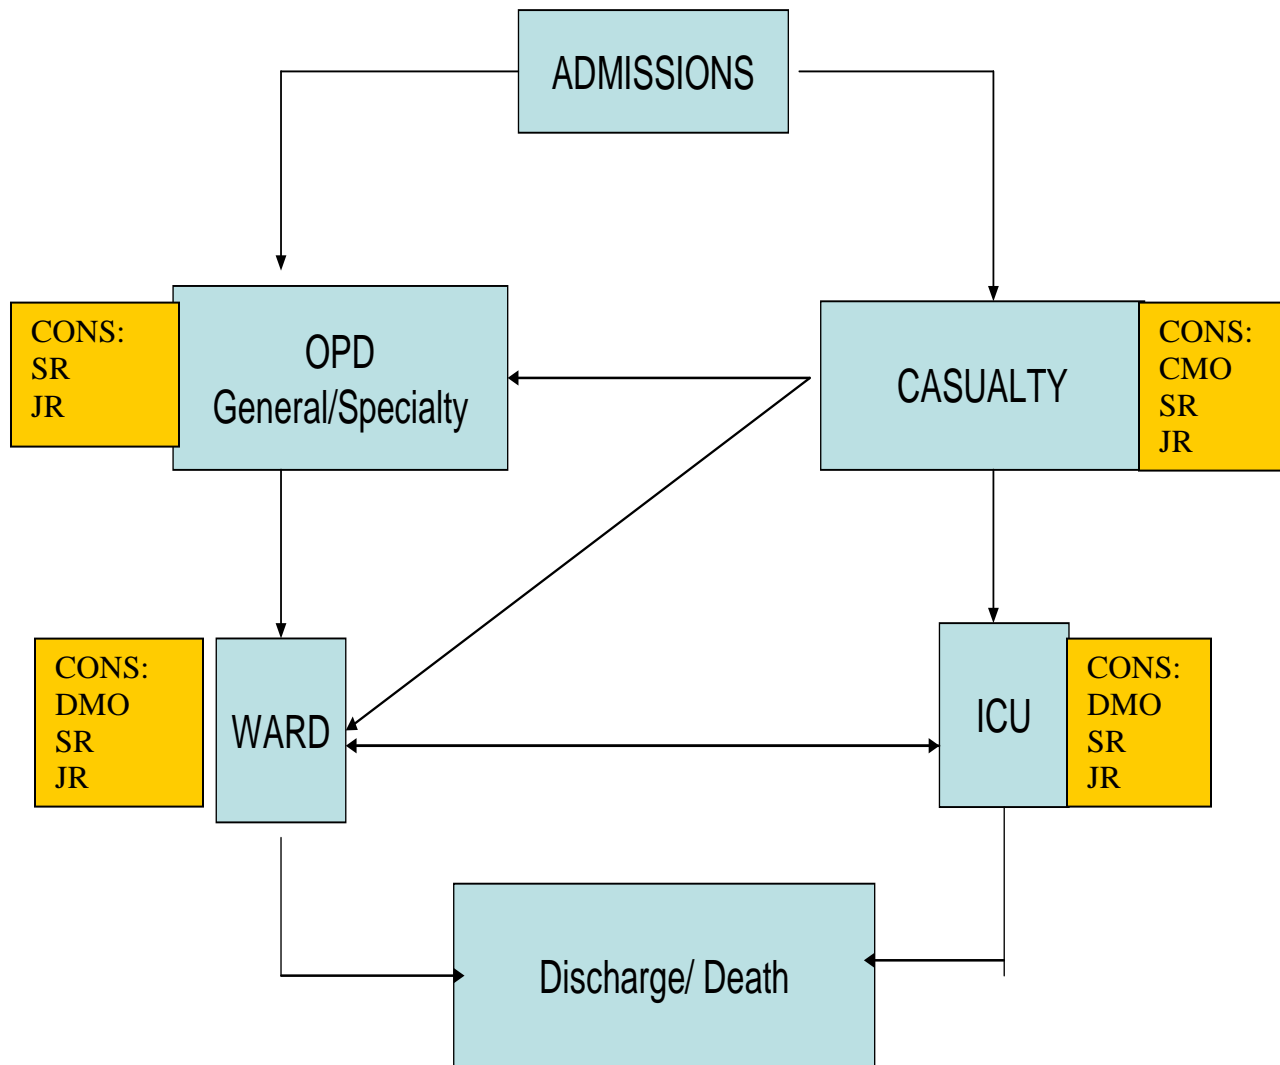 ADMISSIONS
CONS:
SR
JR
OPD
General/Specialty
CASUALTY
CONS:
CMO
SR
JR
CONS:
DMO
SR
JR
WARD
ICU
CONS:
DMO
SR
JR
Discharge/ Death